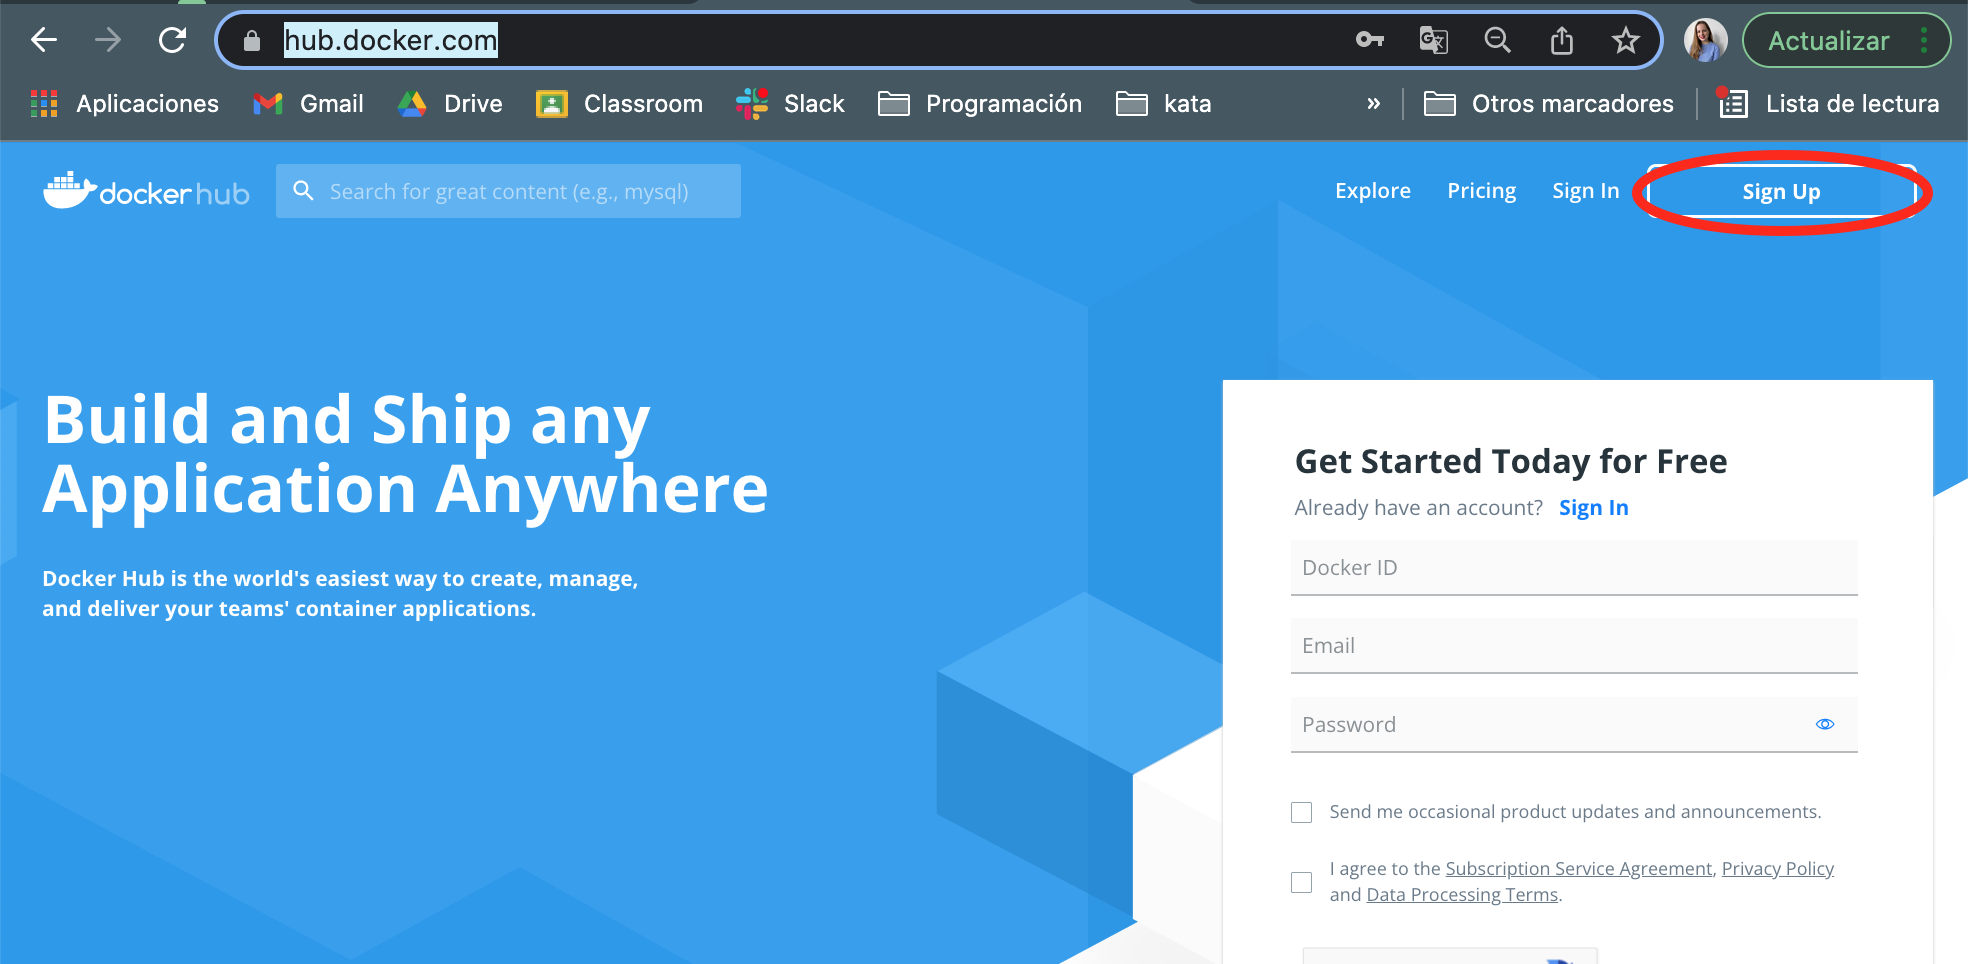 hub.docker.com
Actualizar
Aplicaciones Gmail Drive Classroom Slack Programación kata » Otros marcadores Lista de lectura
docker hub Search for great content (e.g., mysql) Explore Pricing Sign In Sign Up
Build and Ship any
Application Anywhere
Docker Hub is the world's easiest way to create, manage,
and deliver your teams' container applications.
Get Started Today for Free
Already have an account? Sign In
Docker ID
Email
Password
Send me occasional product updates and announcements.
I agree to the Subscription Service Agreement, Privacy Policy
and Data Processing Terms.